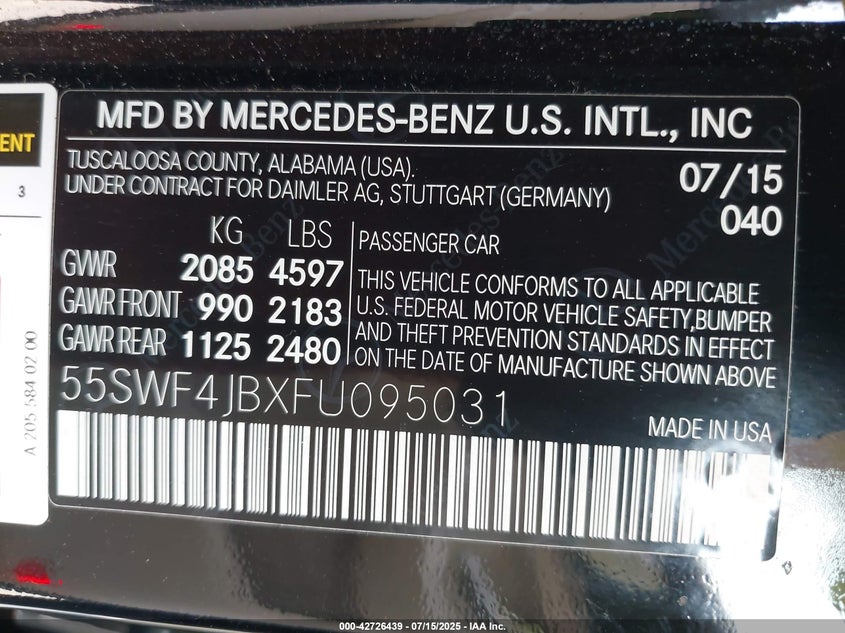 MFD BY MERCEDES-BENZ U.S. INTL., INC
TUSCALOOSA COUNTY, ALABAMA (USA).
UNDER CONTRACT FOR DAIMLER AG, STUTTGART (GERMANY)
07/15
040
KG LBS
GVWR 2085 4597
GAWR FRONT 990 2183
GAWR REAR 1125 2480
PASSENGER CAR
THIS VEHICLE CONFORMS TO ALL APPLICABLE
U.S. FEDERAL MOTOR VEHICLE SAFETY,BUMPER
AND THEFT PREVENTION STANDARDS IN EFFECT
ON THE DATE OF MANUFACTURE SHOWN ABOVE
55SWF4JBXFU095031
MADE IN USA
ENT
3
A 205 584 02 00
000-42726439 - 07/15/2025 - IAA Inc.